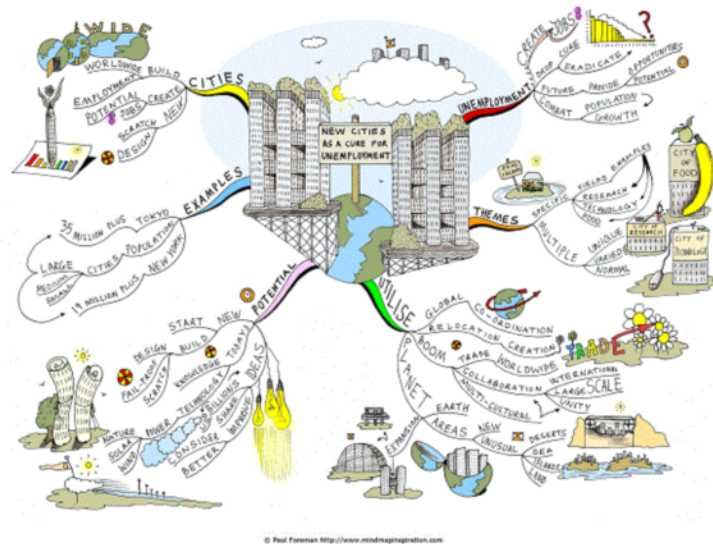 WIDE
WORLDWIDE BUILD
EMPLOYMENT
POTENTIAL CREATE
JOBS
SCRATCH NEW
DESIGN
CITIES
NEW CITIES
AS A CURE FOR
UNEMPLOYMENT
UNEMPLOYMENT
CREATE JOBS
DROP CURE
ERADICATE
FUTURE PROVIDE OPPORTUNITIES
POTENTIAL
COMBAT POPULATION
GROWTH
?
EXAMPLES
35 MILLION PLUS TOKYO
LARGE
MEDIUM
SMALL
CITIES POPULATION
19 MILLION PLUS NEW YORK
THEMES
SPECIFIC FIELDS EXAMPLES
RESEARCH
TECHNOLOGY
FOOD
MULTIPLE UNIQUE
VARIED
NORMAL
CITY
OF
FOOD
CITY OF
RESEARCH
CITY OF
TECHNOLOGY
POTENTIAL
START NEW
DESIGN BUILD TODAY
FAIL-PROOF
SCRATCH
KNOWLEDGE
TECHNOLOGY
NATURE POWER
SOLAR
WIND
IDEAS
BILLIONS
SHARE
CONSIDER
BETTER IMPROVE
UTILISE
GLOBAL CO-ORDINATION
RELOCATION CREATION
BOOM TRADE WORLDWIDE
TRADE
COLLABORATION INTERNATIONAL
LARGE SCALE
MULTI-CULTURAL UNITY
PLANET
EARTH
EXPANSION
AREAS NEW
UNUSUAL
DESERTS
SEA
ISLANDS
LAND
© Paul Foreman http://www.mindmapinspiration.com